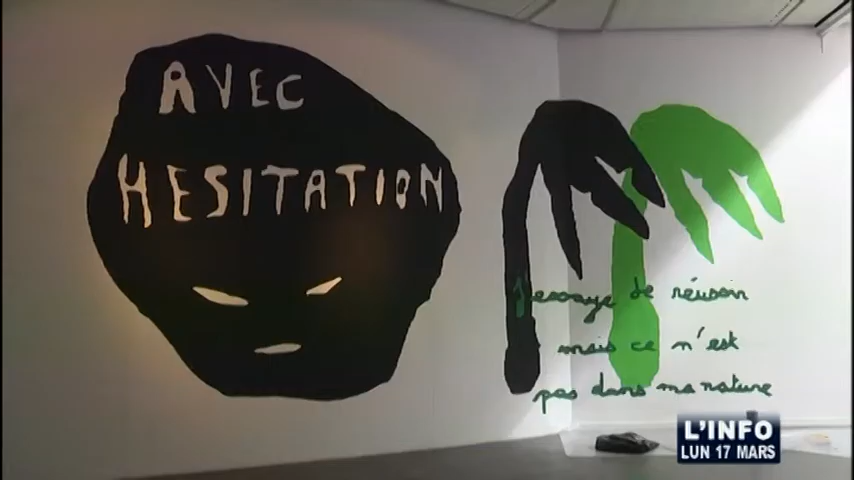 AVEC
HESITATION
J'essaye de réussir
mais ce n'est
pas dans ma nature
L'INFO
LUN 17 MARS